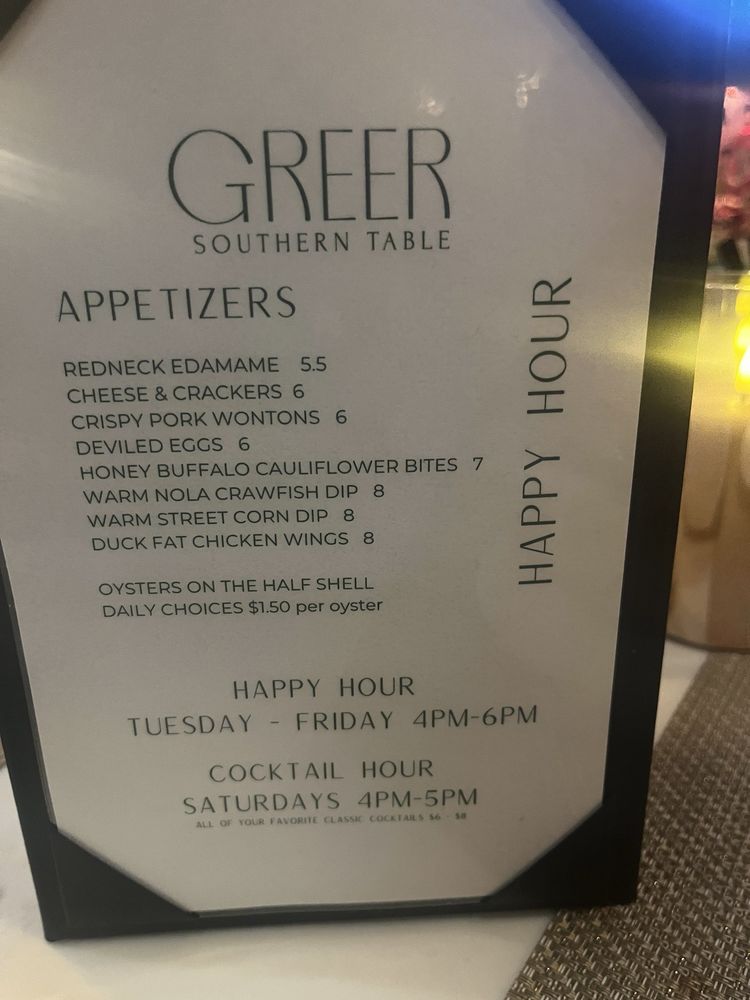 GREER
SOUTHERN TABLE
APPETIZERS
REDNECK EDAMAME 5.5
CHEESE & CRACKERS 6
CRISPY PORK WONTONS 6
DEVILED EGGS 6
HONEY BUFFALO CAULIFLOWER BITES 7
WARM NOLA CRAWFISH DIP 8
WARM STREET CORN DIP 8
DUCK FAT CHICKEN WINGS 8
OYSTERS ON THE HALF SHELL
DAILY CHOICES $1.50 per oyster
HAPPY HOUR
HAPPY HOUR
TUESDAY - FRIDAY 4PM-6PM
COCKTAIL HOUR
SATURDAYS 4PM-5PM
ALL OF YOUR FAVORITE CLASSIC COCKTAILS $6 - $8